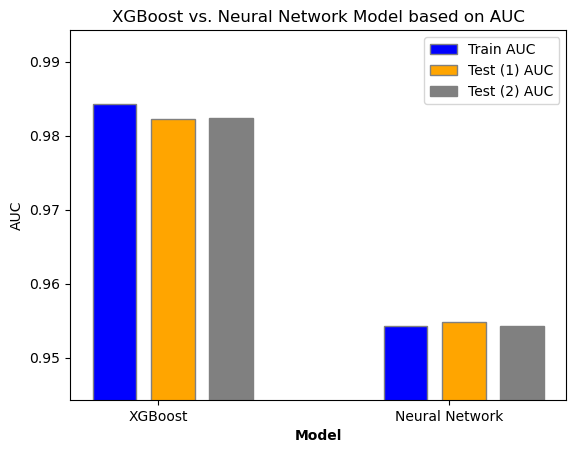 XGBoost vs. Neural Network Model based on AUC
Train AUC
Test (1) AUC
Test (2) AUC
0.99
0.98
0.97
0.96
0.95
AUC
XGBoost
Neural Network
Model